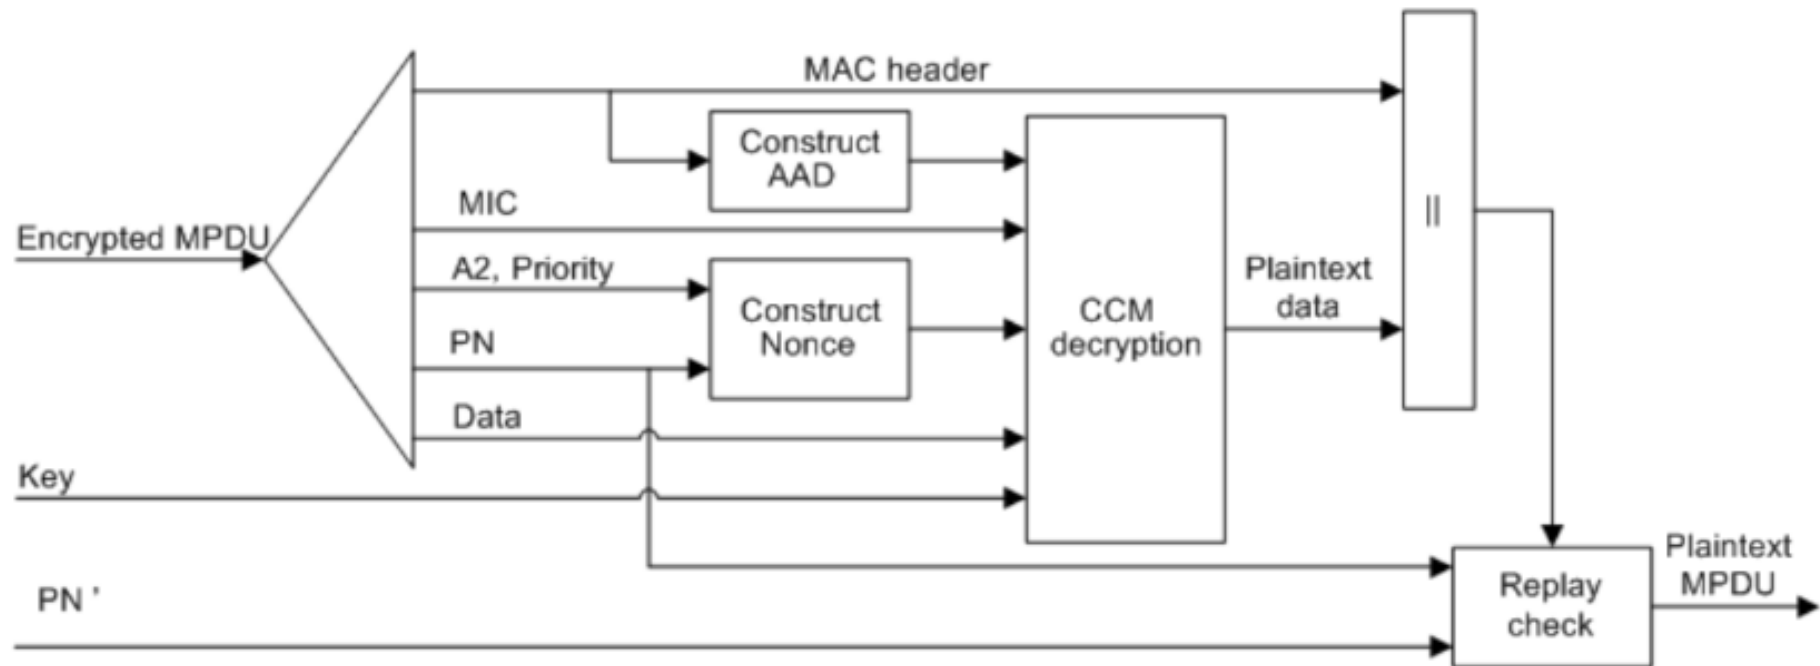 MAC header
Construct
AAD
MIC
Encrypted MPDU
A2, Priority
Construct
Nonce
PN
Data
Key
CCM
decryption
Plaintext
data
||
PN '
Replay
check
Plaintext
MPDU